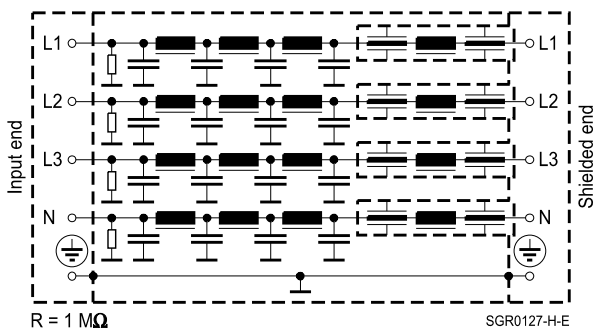 L1 L1
L2 L2
L3 L3
N N
Input end
Shielded end
R = 1 MΩ
SGR0127-H-E